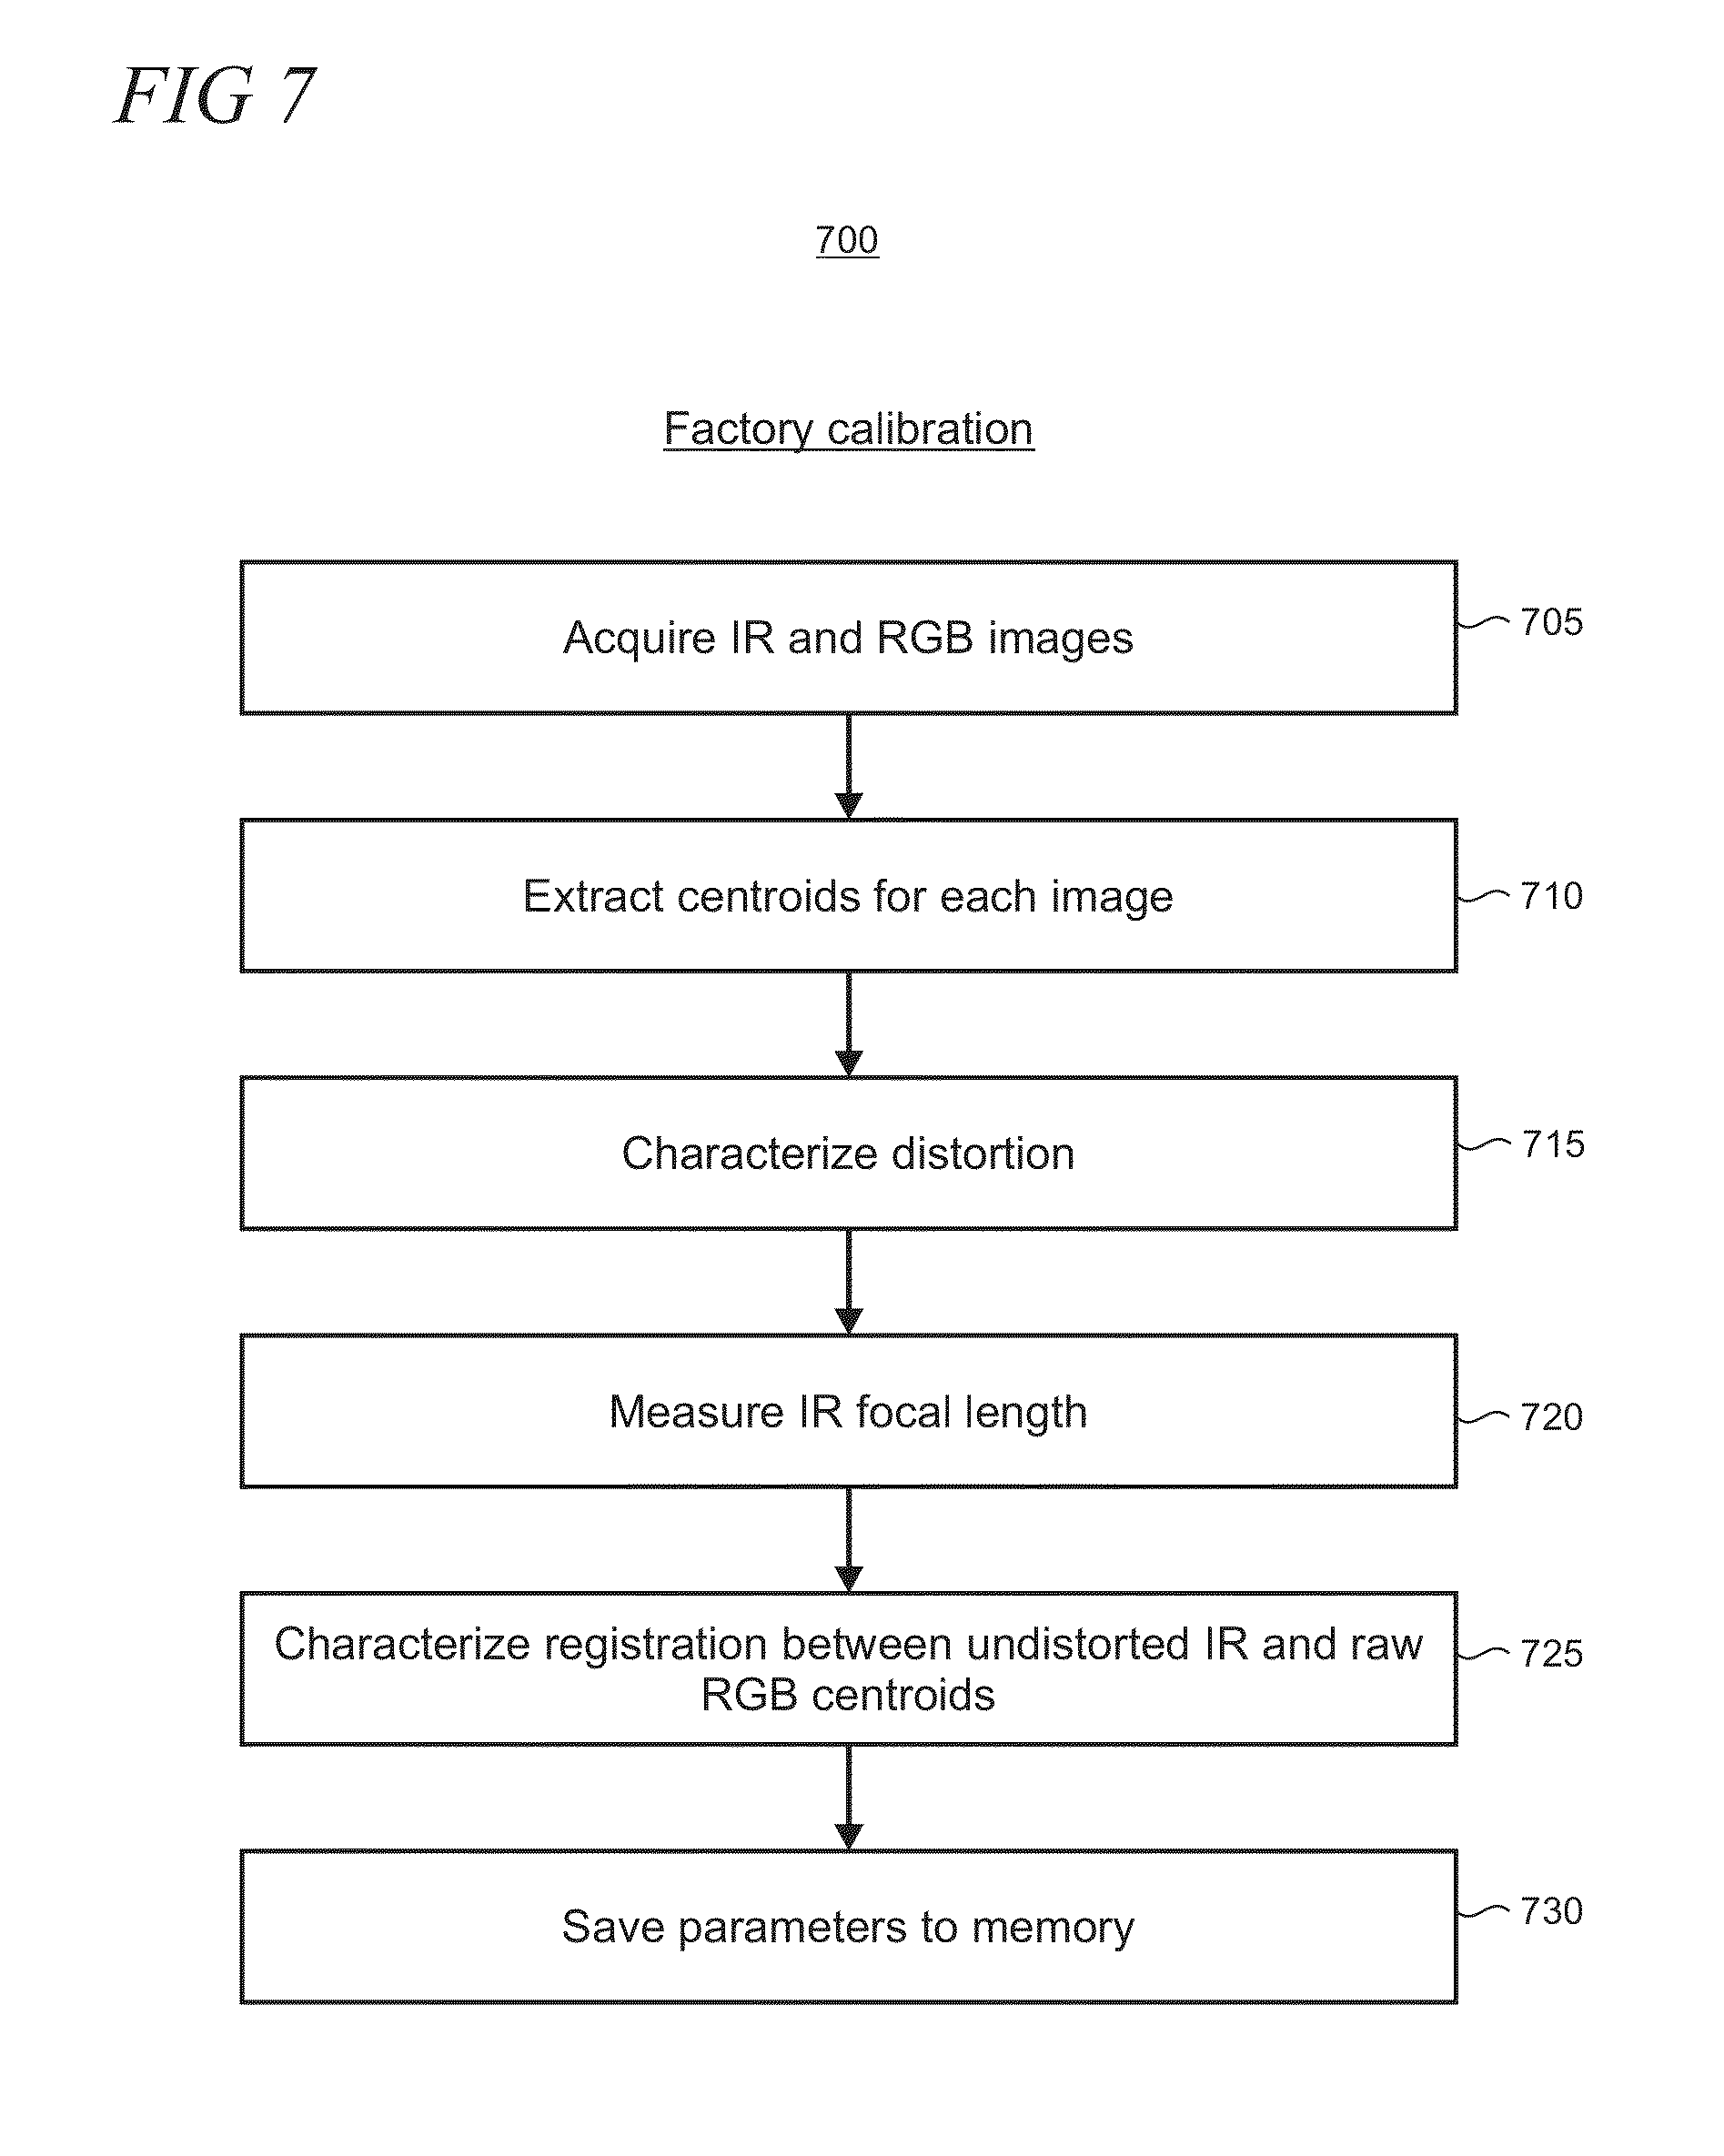 FIG 7
700
Factory calibration
Acquire IR and RGB images
705
Extract centroids for each image
710
Characterize distortion
715
Measure IR focal length
720
Characterize registration between undistorted IR and raw
RGB centroids
725
Save parameters to memory
730